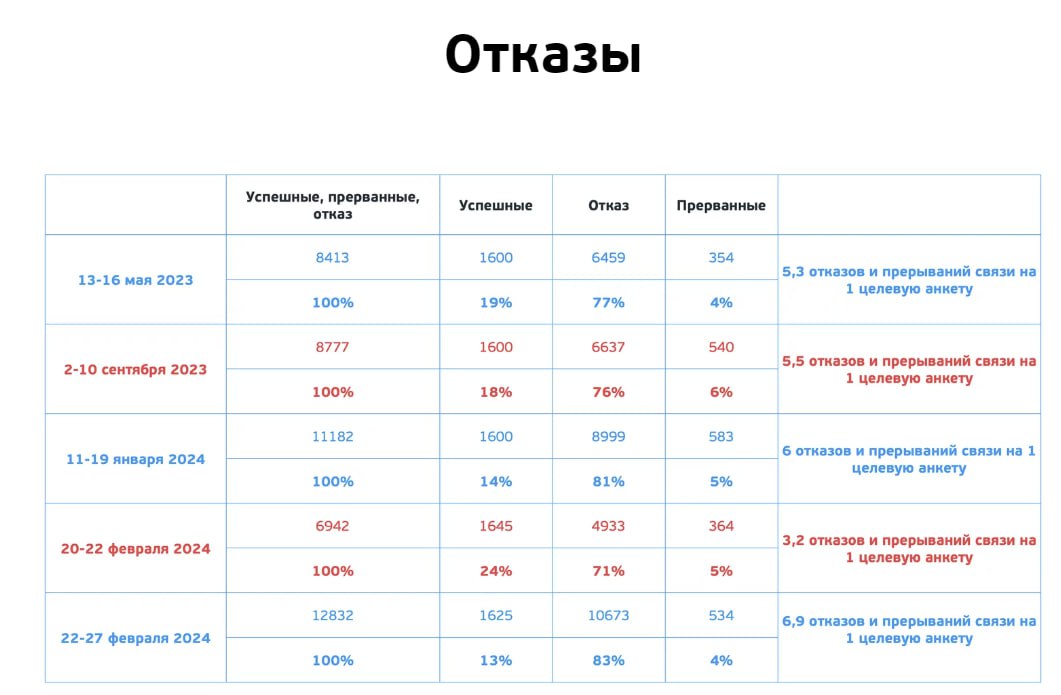 Отказы
Успешные, прерванные,
отказ
Успешные
Отказ
Прерванные
13-16 мая 2023
8413
1600
6459
354
100%
19%
77%
4%
5,3 отказов и прерываний связи на
1 целевую анкету
2-10 сентября 2023
8777
1600
6637
540
100%
18%
76%
6%
5,5 отказов и прерываний связи на
1 целевую анкету
11-19 января 2024
11182
1600
8999
583
100%
14%
81%
5%
6 отказов и прерываний связи на 1
целевую анкету
20-22 февраля 2024
6942
1645
4933
364
100%
24%
71%
5%
3,2 отказов и прерываний связи на
1 целевую анкету
22-27 февраля 2024
12832
1625
10673
534
100%
13%
83%
4%
6,9 отказов и прерываний связи на
1 целевую анкету